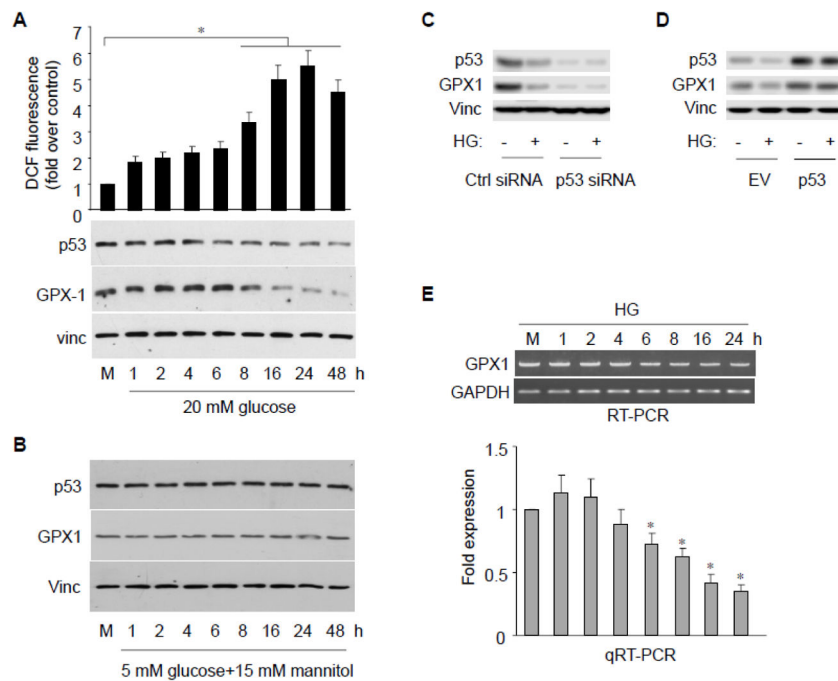 A
*
DCF fluorescence
(fold over control)
7
6
5
4
3
2
1
0
p53
GPX-1
vinc
M 1 2 4 6 8 16 24 48 h
20 mM glucose
B
p53
GPX1
Vinc
M 1 2 4 6 8 16 24 48 h
5 mM glucose+15 mM mannitol
C
p53
GPX1
Vinc
HG: - + - +
Ctrl siRNA p53 siRNA
D
p53
GPX1
Vinc
HG: - + - +
EV p53
E
HG
M 1 2 4 6 8 16 24 h
GPX1
GAPDH
RT-PCR
Fold expression
1.5
1
0.5
0
* * * *
qRT-PCR